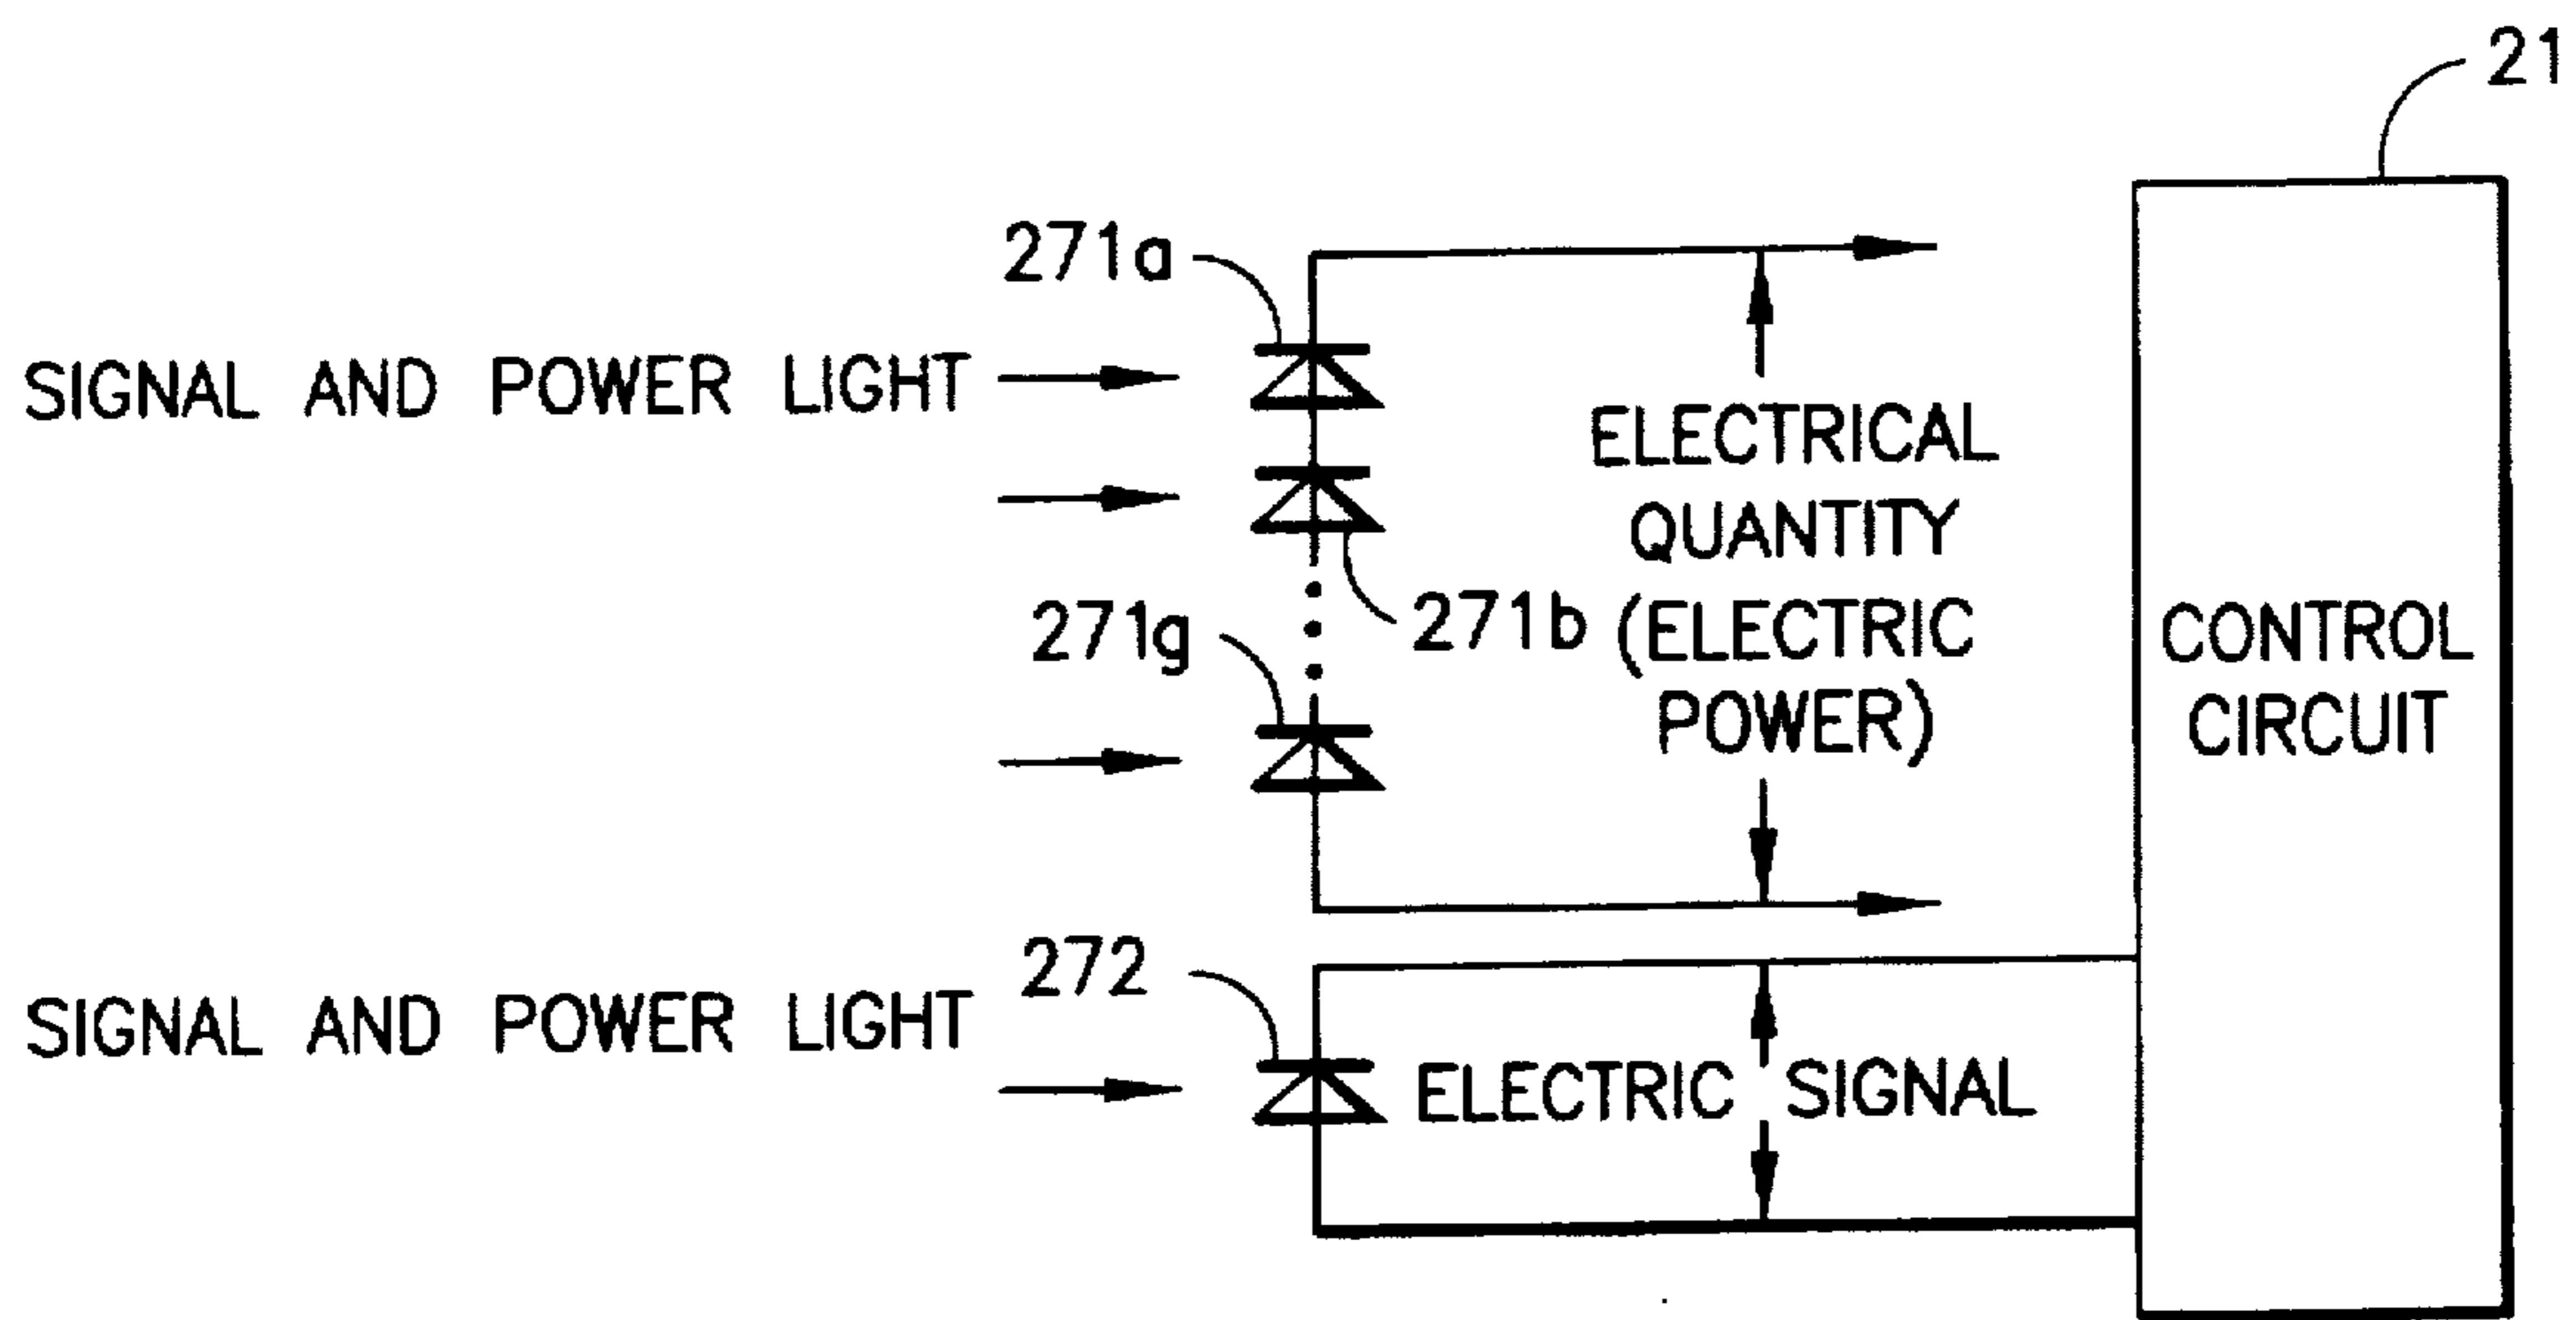 21
271a
SIGNAL AND POWER LIGHT
ELECTRICAL
QUANTITY
271g
271b
(ELECTRIC
POWER)
CONTROL
CIRCUIT
272
SIGNAL AND POWER LIGHT
ELECTRIC SIGNAL